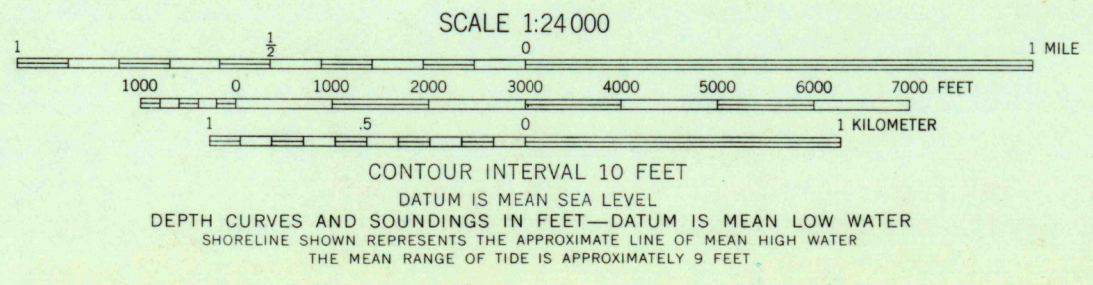 SCALE 1:24 000
1 1/2 0 1 MILE
1000 0 1000 2000 3000 4000 5000 6000 7000 FEET
1 .5 0 1 KILOMETER
CONTOUR INTERVAL 10 FEET
DATUM IS MEAN SEA LEVEL
DEPTH CURVES AND SOUNDINGS IN FEET—DATUM IS MEAN LOW WATER
SHORELINE SHOWN REPRESENTS THE APPROXIMATE LINE OF MEAN HIGH WATER
THE MEAN RANGE OF TIDE IS APPROXIMATELY 9 FEET